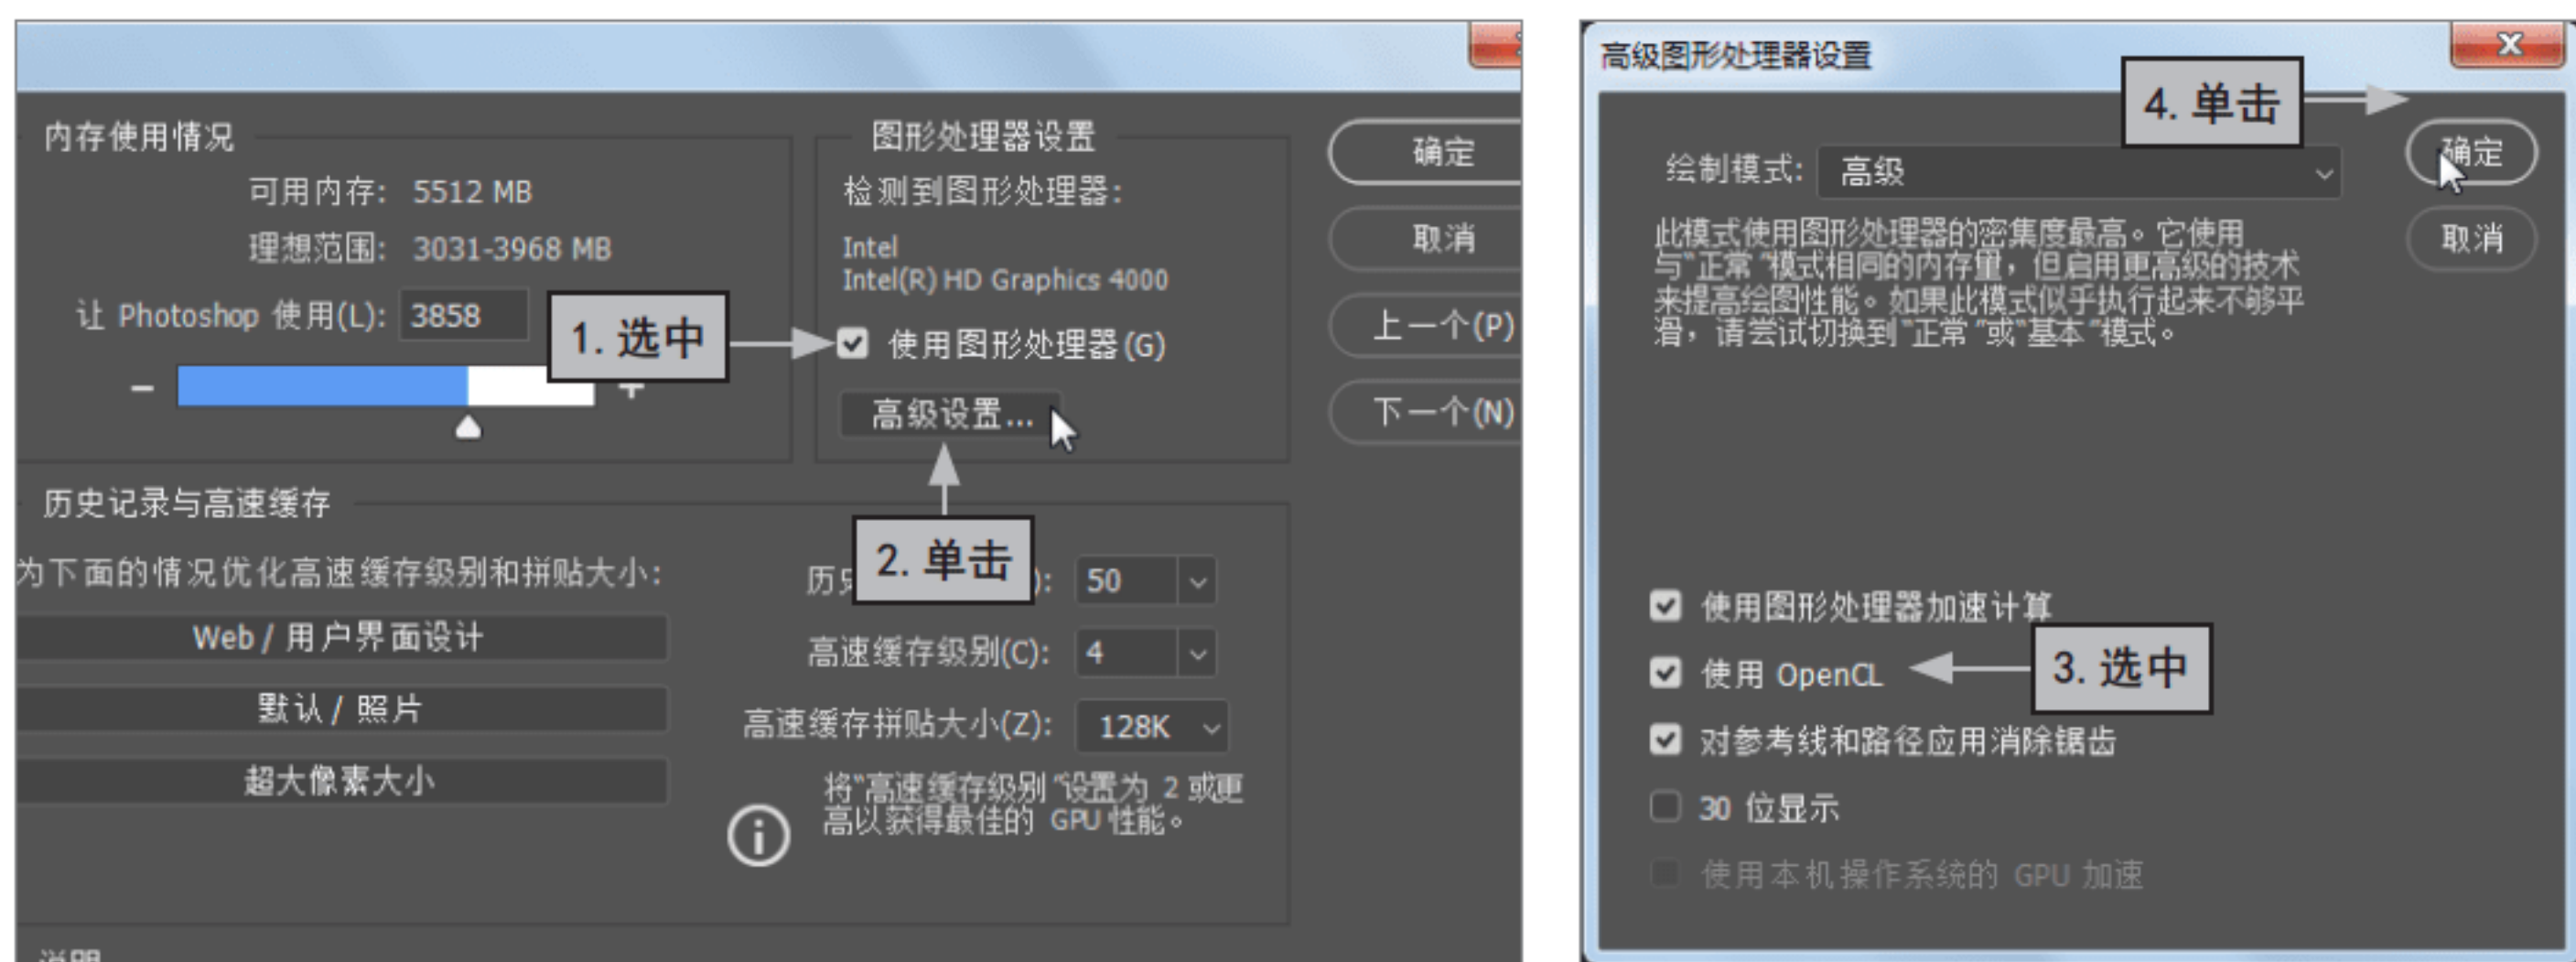 内存使用情况
可用内存: 5512 MB
理想范围: 3031-3968 MB
让 Photoshop 使用(L): 3858
- +
1. 选中
图形处理器设置
检测到图形处理器:
Intel
Intel(R) HD Graphics 4000
使用图形处理器(G)
高级设置...
2. 单击
确定
取消
上一个(P)
下一个(N)
历史记录与高速缓存
为下面的情况优化高速缓存级别和拼贴大小:
Web / 用户界面设计
默认 / 照片
超大像素大小
): 50
高速缓存级别(C): 4
高速缓存拼贴大小(Z): 128K
将“高速缓存级别”设置为 2 或更
高以获得最佳的 GPU 性能。
高级图形处理器设置
4. 单击
绘制模式: 高级
确定
取消
此模式使用图形处理器的密集度最高。它使用
与“正常”模式相同的内存量，但启用更高级的技术
来提高绘图性能。如果此模式似乎执行起来不够平
滑，请尝试切换到“正常”或“基本”模式。
使用图形处理器加速计算
使用 OpenCL
3. 选中
对参考线和路径应用消除锯齿
30 位显示
使用本机操作系统的 GPU 加速